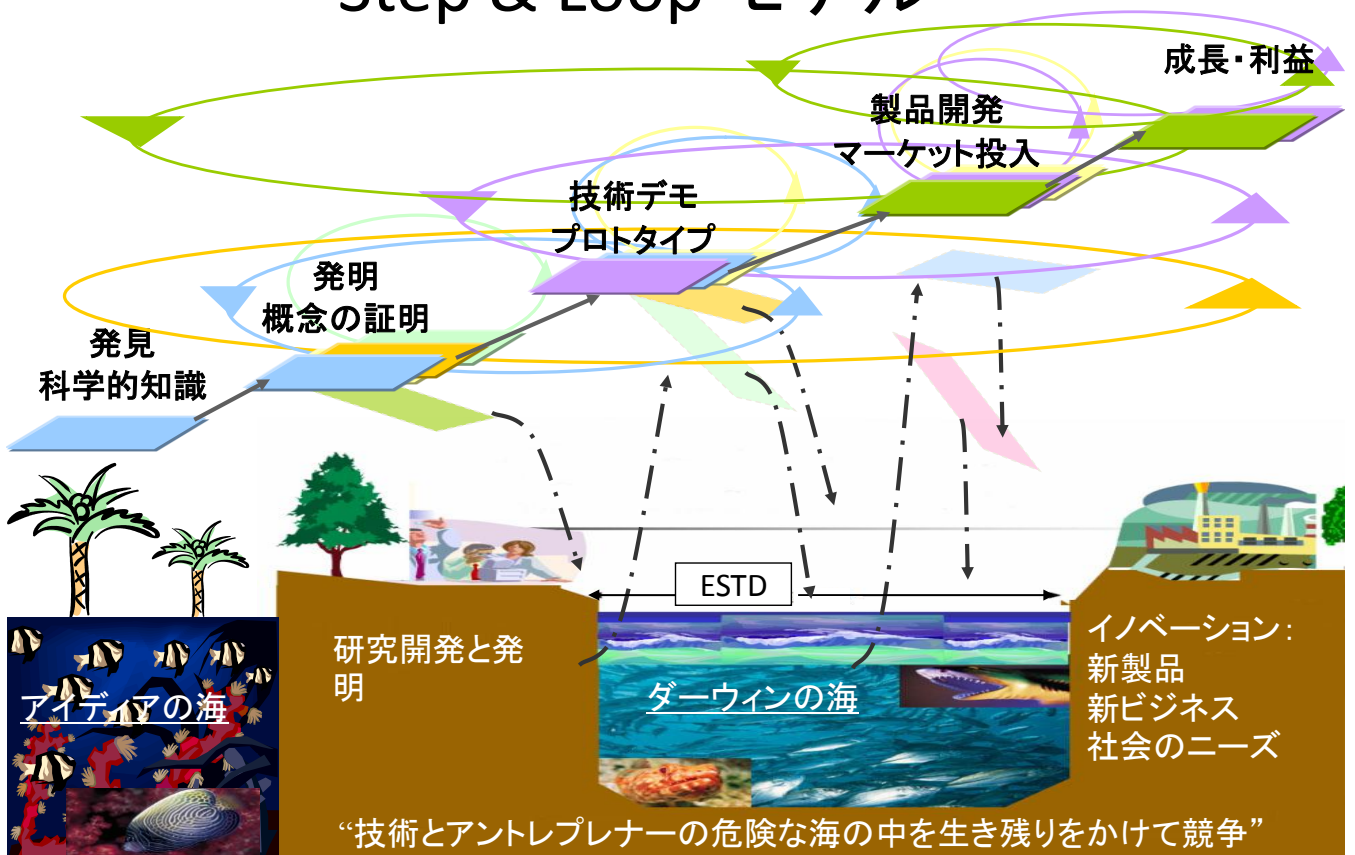 Step & Loop モデル
成長・利益
製品開発
マーケット投入
技術デモ
プロトタイプ
発明
概念の証明
発見
科学的知識
ESTD
研究開発と発
明
イノベーション：
新製品
新ビジネス
社会のニーズ
アイディアの海
ダーウィンの海
“技術とアントレプレナーの危険な海の中を生き残りをかけて競争”